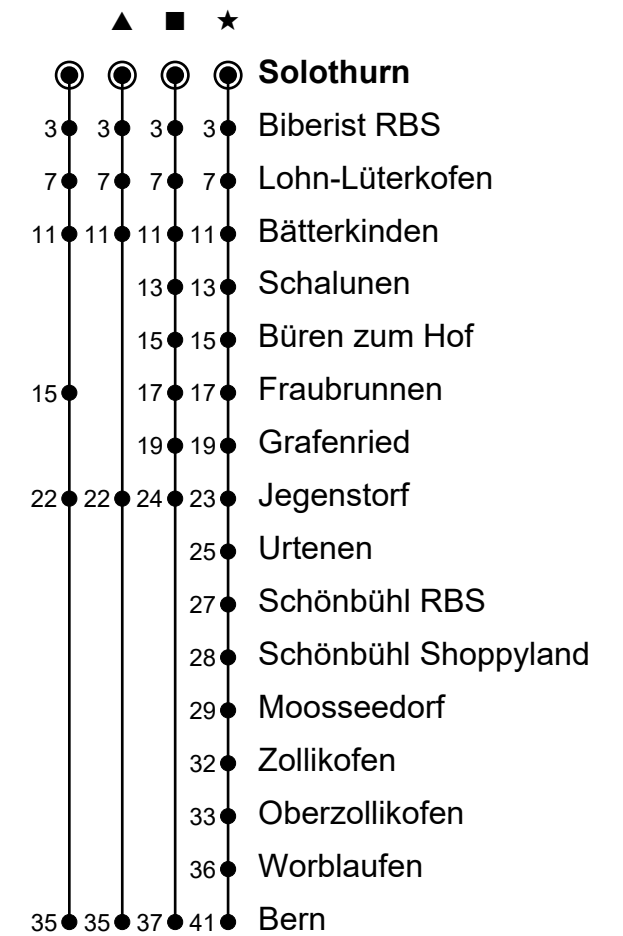 ▲ ■ ★
Solothurn
3 3 3 3 Biberist RBS
7 7 7 7 Lohn-Lüterkofen
11 11 11 11 Bätterkinden
13 13 Schalunen
15 15 Büren zum Hof
15 17 17 Fraubrunnen
19 19 Grafenried
22 22 24 23 Jegenstorf
25 Urtenen
27 Schönbühl RBS
28 Schönbühl Shoppyland
29 Moosseedorf
32 Zollikofen
33 Oberzollikofen
36 Worblaufen
35 35 37 41 Bern